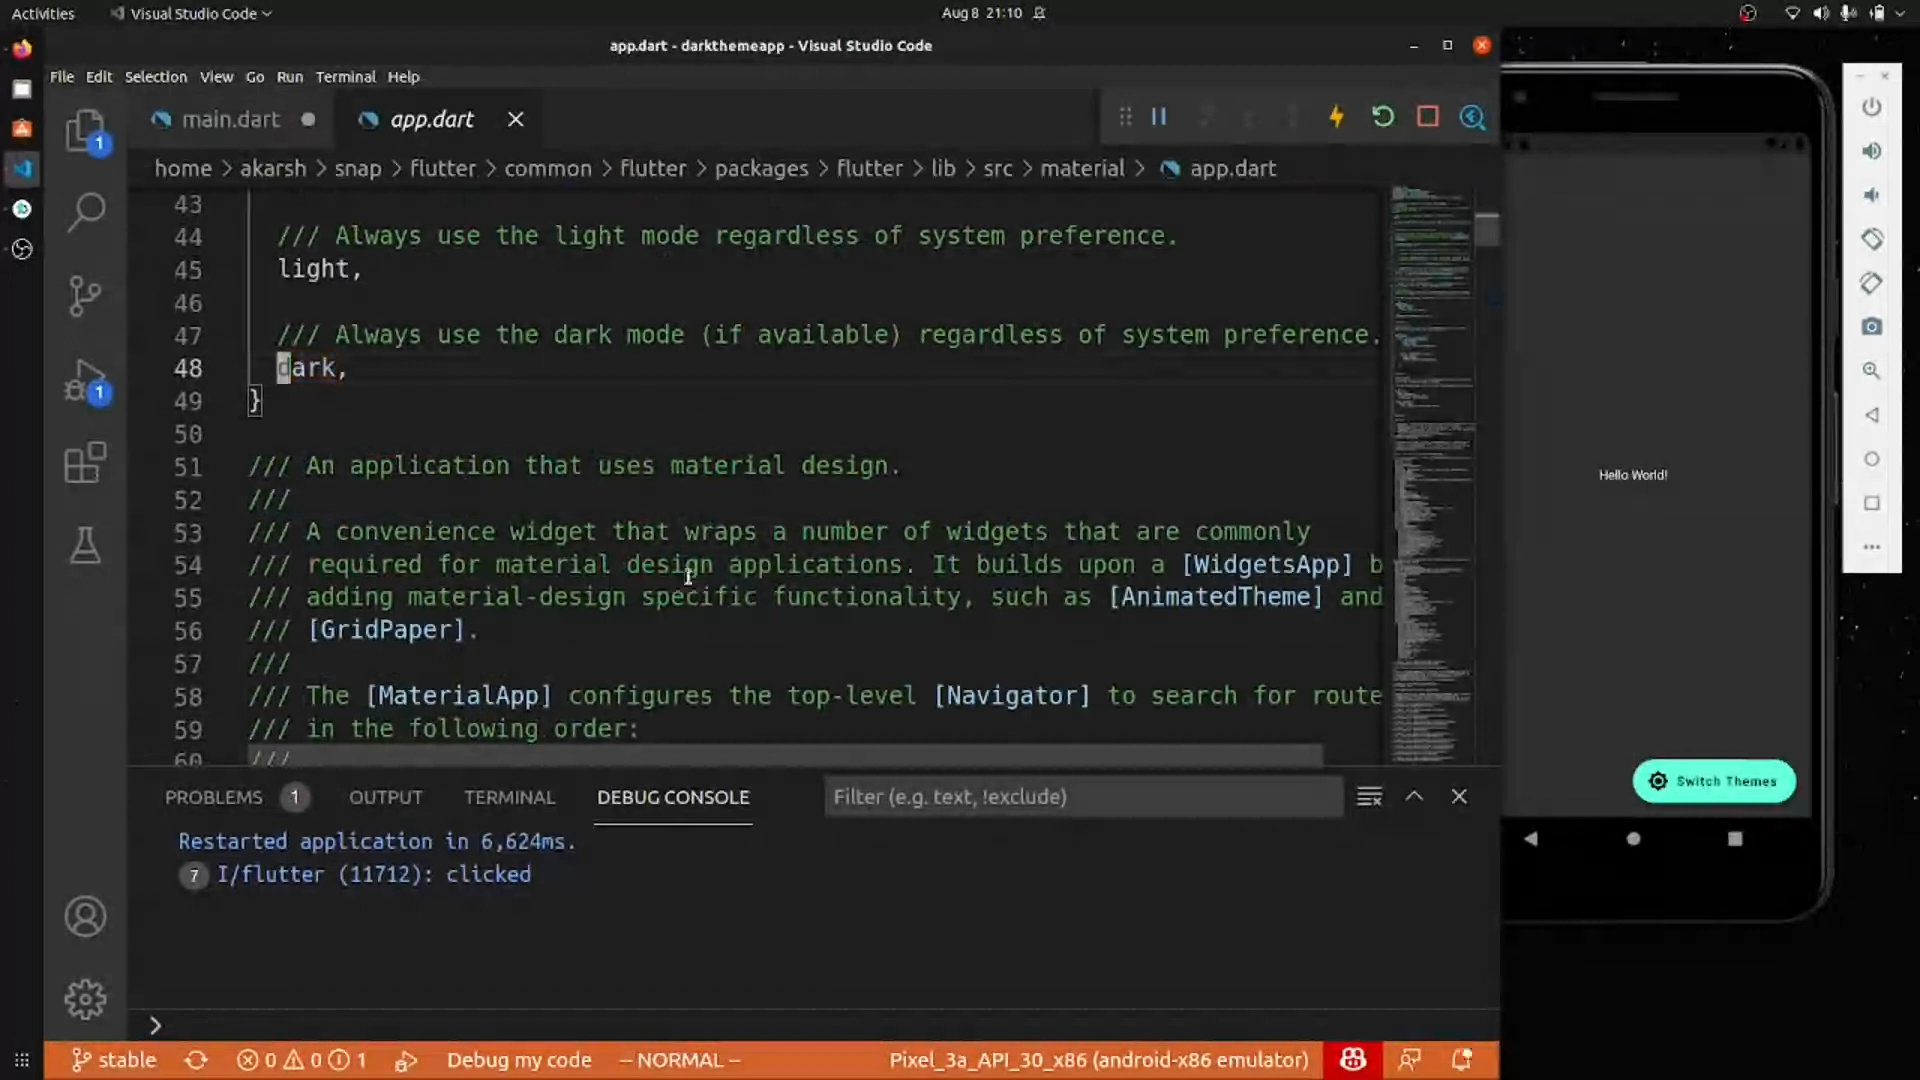 Activities Visual Studio Code Aug 8 21:10
app.dart - darkthemeapp - Visual Studio Code
File Edit Selection View Go Run Terminal Help
1 main.dart app.dart
home > akarsh > snap > flutter > common > flutter > packages > flutter > lib > src > material > app.dart
43
44 /// Always use the light mode regardless of system preference.
45 light,
46
47 /// Always use the dark mode (if available) regardless of system preference.
48 dark,
49 }
50
51 /// An application that uses material design.
52 ///
53 /// A convenience widget that wraps a number of widgets that are commonly
54 /// required for material design applications. It builds upon a [WidgetsApp] b
55 /// adding material-design specific functionality, such as [AnimatedTheme] and
56 /// [GridPaper].
57 ///
58 /// The [MaterialApp] configures the top-level [Navigator] to search for route
59 /// in the following order:
60 ///
1
PROBLEMS 1 OUTPUT TERMINAL DEBUG CONSOLE Filter (e.g. text, !exclude)
Restarted application in 6,624ms.
7 I/flutter (11712): clicked
>
stable 0 0 1 Debug my code -- NORMAL -- Pixel_3a_API_30_x86 (android-x86 emulator)
Hello World!
Switch Themes